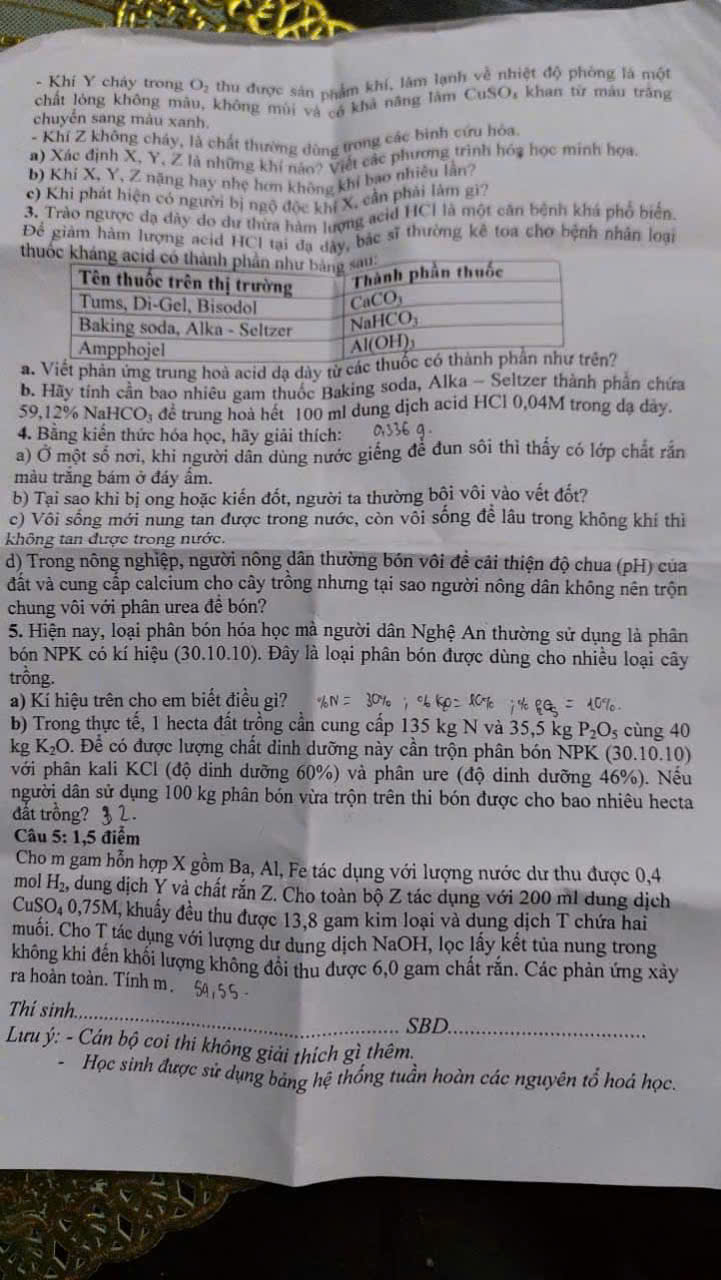 - Khí Y cháy trong O₂ thu được sản phẩm khí, làm lạnh về nhiệt độ phòng là một
chất lỏng không màu, không mùi và có khả năng làm CuSO₄ khan từ màu trắng
chuyển sang màu xanh.
- Khí Z không cháy, là chất thường dùng trong các bình cứu hỏa.
a) Xác định X, Y, Z là những khí nào? Viết các phương trình hóa học minh họa.
b) Khí X, Y, Z nặng hay nhẹ hơn không khí bao nhiêu lần?
c) Khi phát hiện có người bị ngộ độc khí X, cần phải làm gì?
3. Trào ngược dạ dày do dư thừa hàm lượng acid HCl là một căn bệnh khá phổ biến.
Để giảm hàm lượng acid HCl tại dạ dày, bác sĩ thường kê toa cho bệnh nhân loại
thuốc kháng acid có thành phần như bảng sau:
Tên thuốc trên thị trường Thành phần thuốc
Tums, Di-Gel, Bisodol CaCO₃
Baking soda, Alka - Seltzer NaHCO₃
Ampphojel Al(OH)₃
a. Viết phản ứng trung hoà acid dạ dày từ các thuốc có thành phần như trên?
b. Hãy tính cần bao nhiêu gam thuốc Baking soda, Alka – Seltzer thành phần chứa
59,12% NaHCO₃ để trung hoà hết 100 ml dung dịch acid HCl 0,04M trong dạ dày.
4. Bằng kiến thức hóa học, hãy giải thích: 0,336 g.
a) Ở một số nơi, khi người dân dùng nước giếng để đun sôi thì thấy có lớp chất rắn
màu trắng bám ở đáy ấm.
b) Tại sao khi bị ong hoặc kiến đốt, người ta thường bôi vôi vào vết đốt?
c) Vôi sống mới nung tan được trong nước, còn vôi sống để lâu trong không khí thì
không tan được trong nước.
d) Trong nông nghiệp, người nông dân thường bón vôi để cải thiện độ chua (pH) của
đất và cung cấp calcium cho cây trồng nhưng tại sao người nông dân không nên trộn
chung vôi với phân urea để bón?
5. Hiện nay, loại phân bón hóa học mà người dân Nghệ An thường sử dụng là phân
bón NPK có kí hiệu (30.10.10). Đây là loại phân bón được dùng cho nhiều loại cây
trồng.
a) Kí hiệu trên cho em biết điều gì? %N = 30% ; % = 10% ; % = 10%.
b) Trong thực tế, 1 hecta đất trồng cần cung cấp 135 kg N và 35,5 kg P₂O₅ cùng 40
kg K₂O. Để có được lượng chất dinh dưỡng này cần trộn phân bón NPK (30.10.10)
với phân kali KCl (độ dinh dưỡng 60%) và phân ure (độ dinh dưỡng 46%). Nếu
người dân sử dụng 100 kg phân bón vừa trộn trên thi bón được cho bao nhiêu hecta
đất trồng? 32.
Câu 5: 1,5 điểm
Cho m gam hỗn hợp X gồm Ba, Al, Fe tác dụng với lượng nước dư thu được 0,4
mol H₂, dung dịch Y và chất rắn Z. Cho toàn bộ Z tác dụng với 200 ml dung dịch
CuSO₄ 0,75M, khuấy đều thu được 13,8 gam kim loại và dung dịch T chứa hai
muối. Cho T tác dụng với lượng dư dung dịch NaOH, lọc lấy kết tủa nung trong
không khí đến khối lượng không đổi thu được 6,0 gam chất rắn. Các phản ứng xảy
ra hoàn toàn. Tính m. 59,55.
Thí sinh............................................................ SBD....................................
Lưu ý: - Cán bộ coi thi không giải thích gì thêm.
- Học sinh được sử dụng bảng hệ thống tuần hoàn các nguyên tố hoá học.